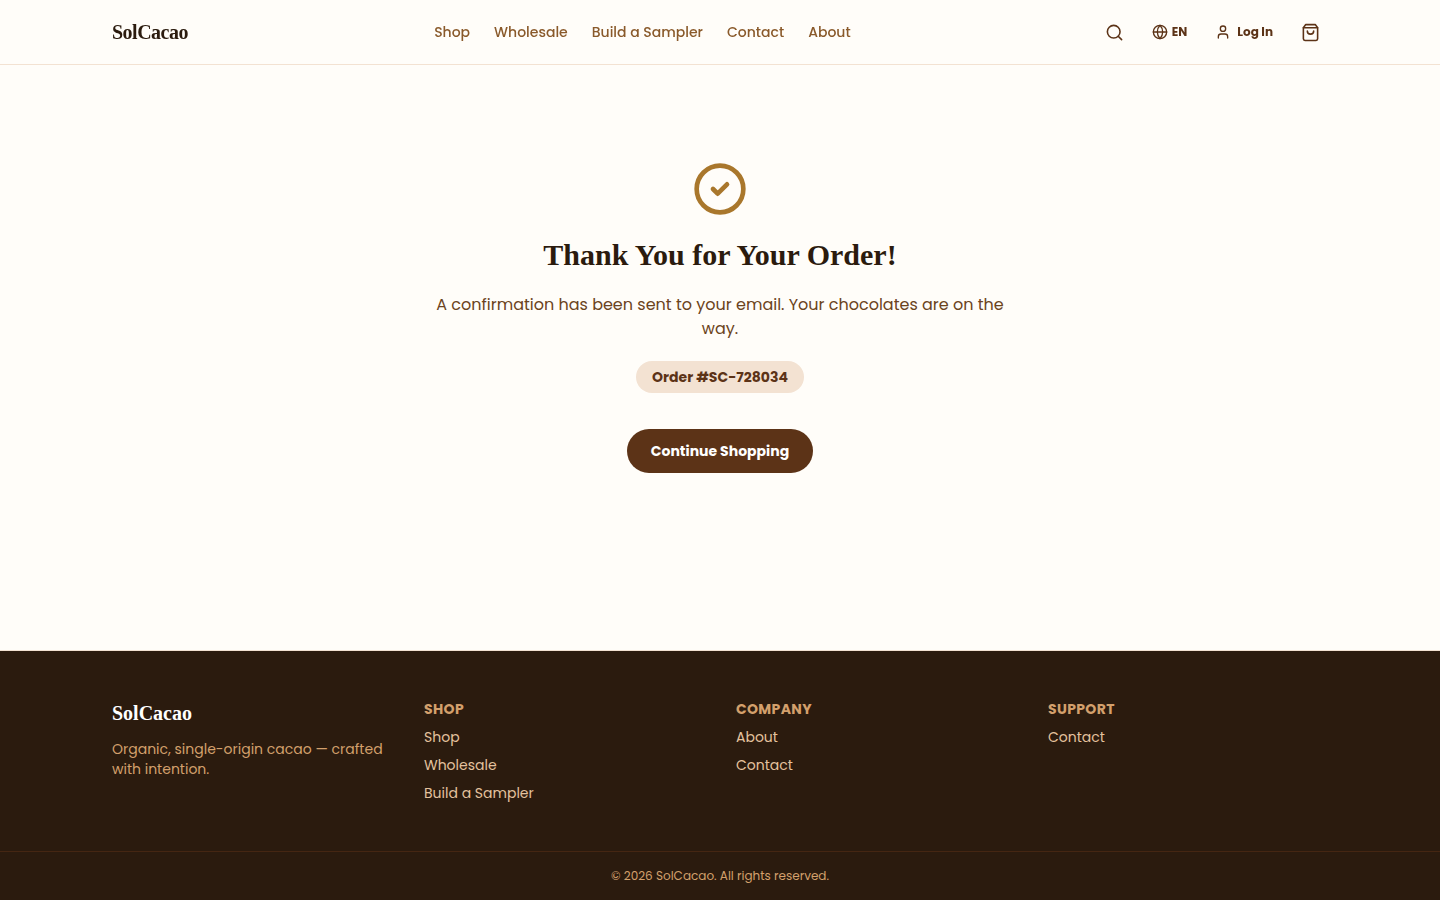 SolCacao
Shop
Wholesale
Build a Sampler
Contact
About
EN
Log In
Thank You for Your Order!
A confirmation has been sent to your email. Your chocolates are on the
way.
Order #SC-728034
Continue Shopping
SolCacao
Organic, single-origin cacao — crafted
with intention.
SHOP
Shop
Wholesale
Build a Sampler
COMPANY
About
Contact
SUPPORT
Contact
© 2026 SolCacao. All rights reserved.